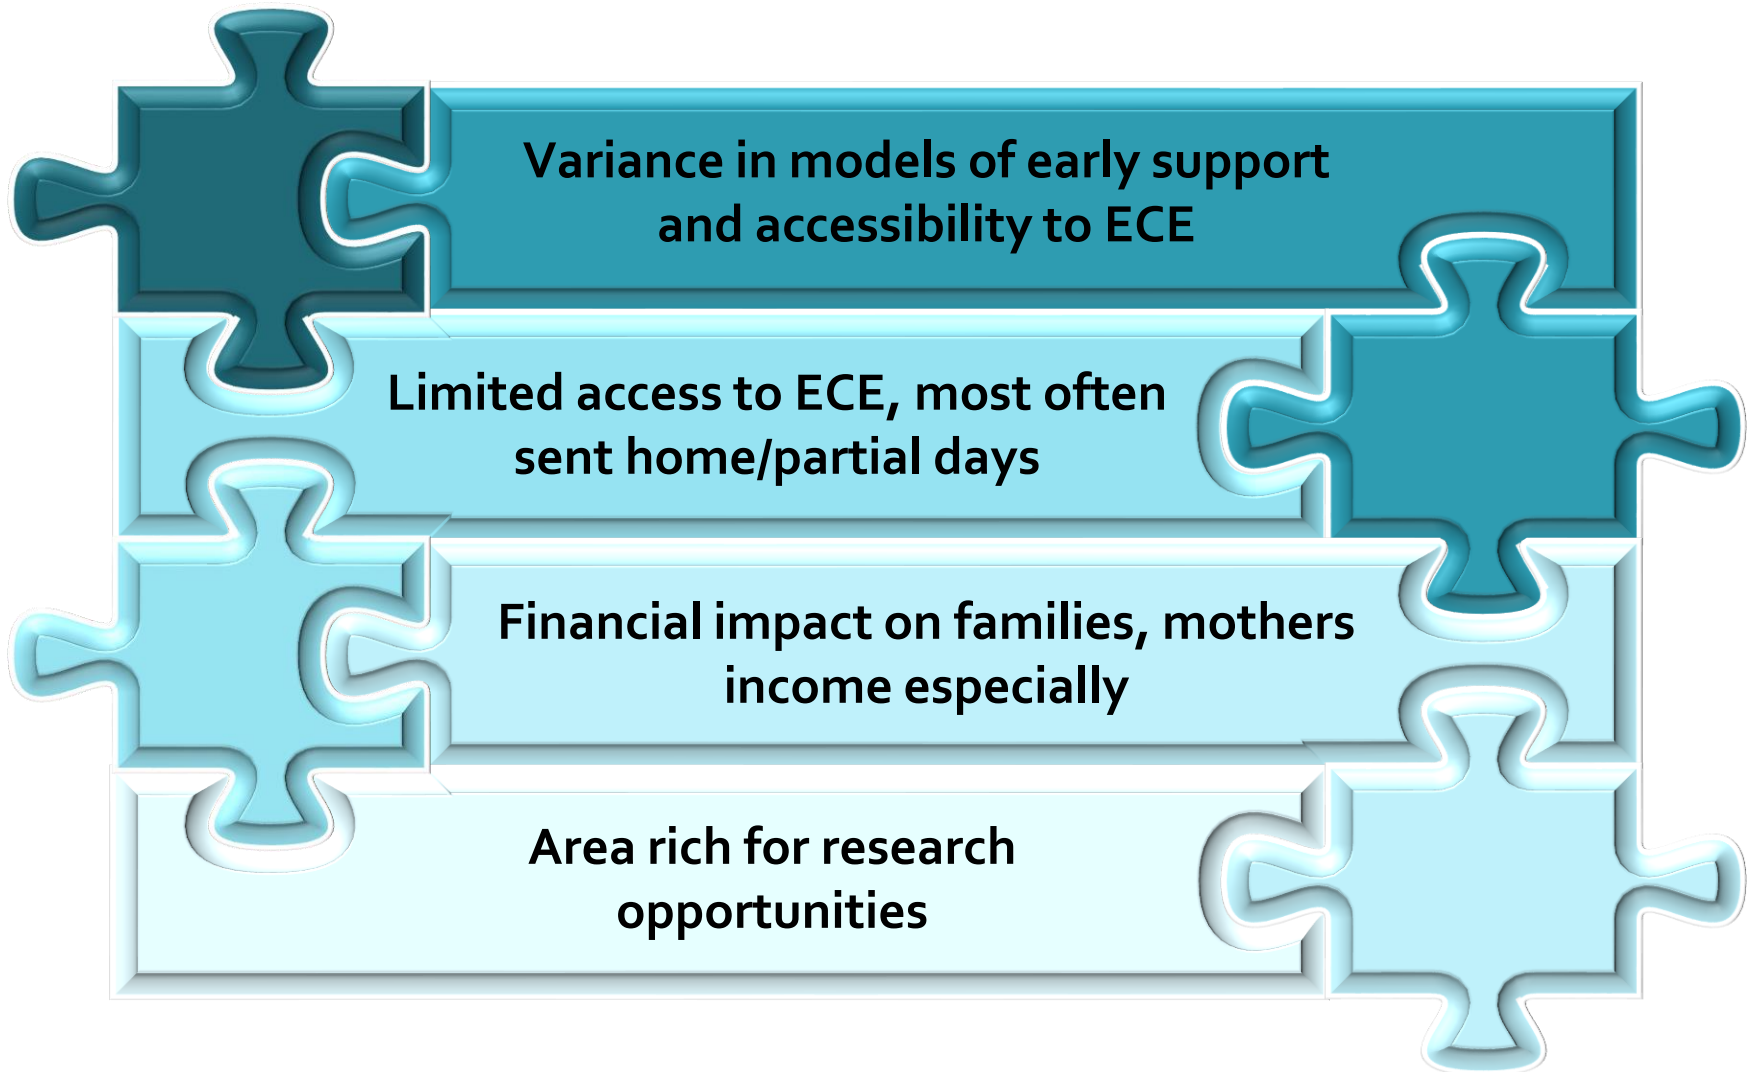 Variance in models of early support
and accessibility to ECE
Limited access to ECE, most often
sent home/partial days
Financial impact on families, mothers
income especially
Area rich for research
opportunities